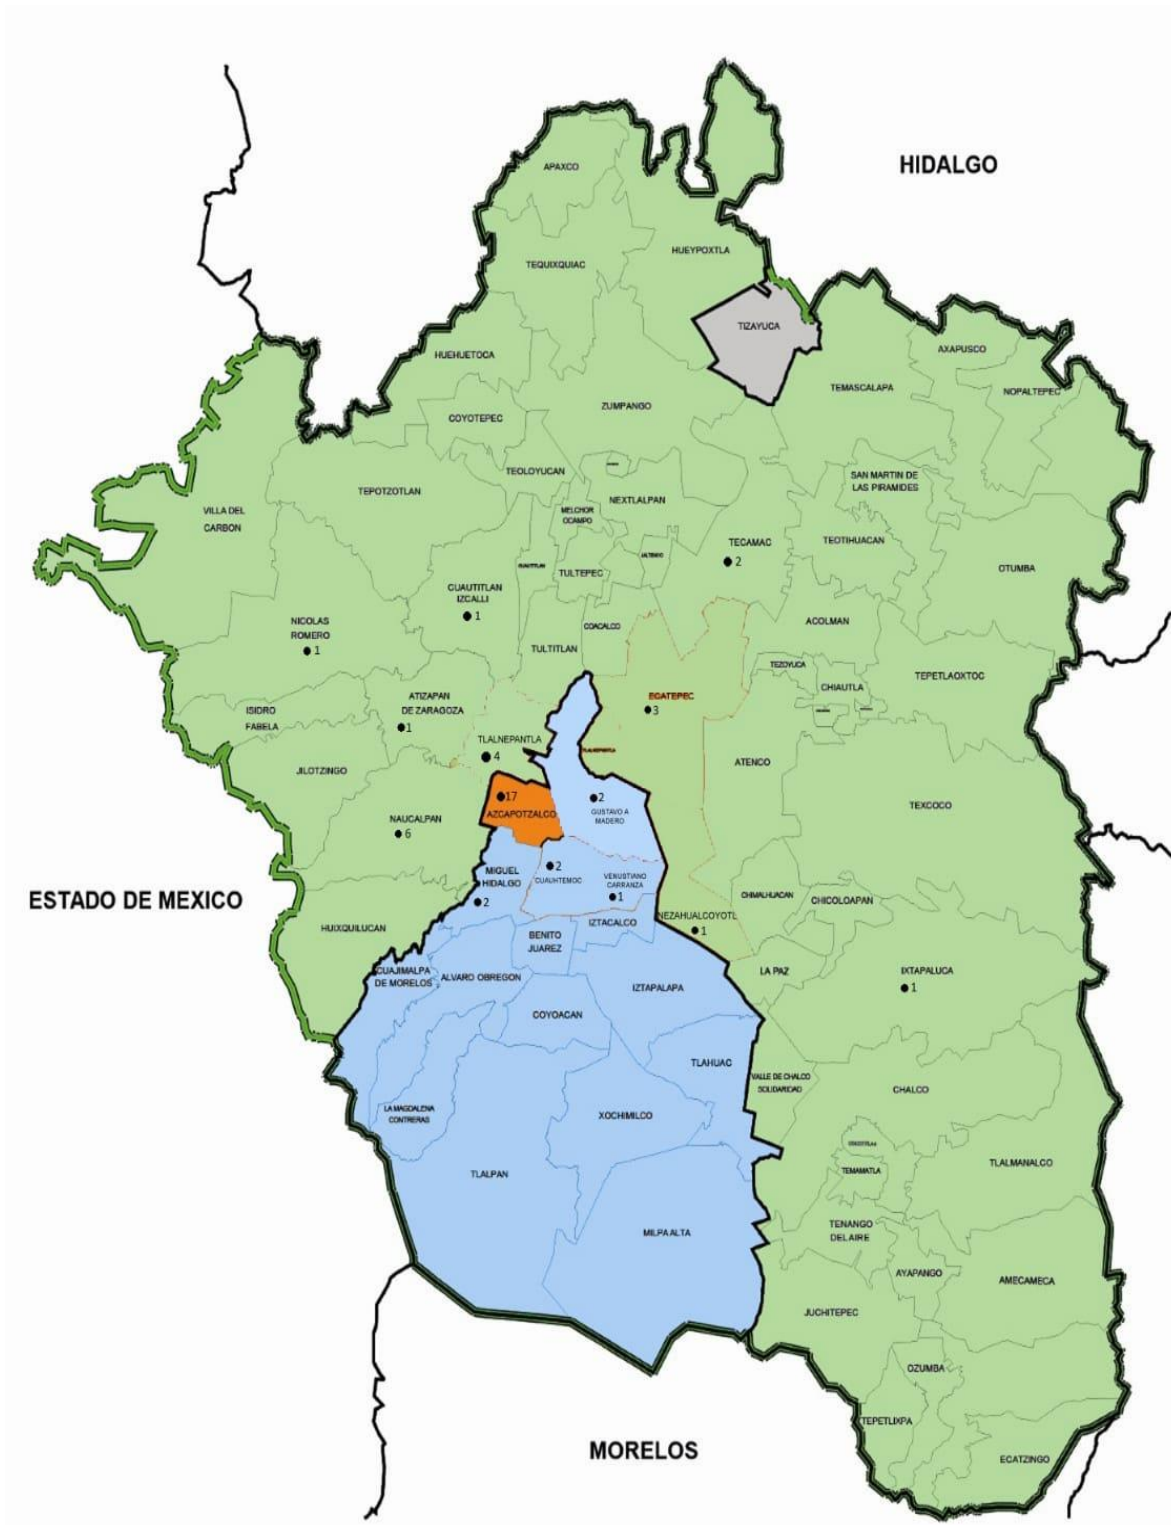 HIDALGO
APAXCO
HUEYPOXTLA
TEQUIXQUIAC
TIZAYUCA
AXAPUSCO
HUEHUETOCA
TEMASCALAPA
NOPALTEPEC
ZUMPANGO
COYOTEPEC
TEOLOYUCAN
SAN MARTIN DE
LAS PIRAMIDES
TEPOTZOTLAN
NEXTLALPAN
VILLA DEL
CARBON
MELCHOR
OCAMPO
TECAMAC
2
TEOTIHUACAN
OTUMBA
TULTEPEC
CUAUTITLAN
IZCALLI
1
NICOLAS
ROMERO
1
COACALCO
ACOLMAN
TULTITLAN
TEZOYUCA
TEPETLAOXTOC
CHIAUTLA
ECATEPEC
3
ATIZAPAN
DE ZARAGOZA
1
ISIDRO
FABELA
TLALNEPANTLA
4
TLALNEPANTLA
ATENCO
JILOTZINGO
17
AZCAPOTZALCO
2
GUSTAVO A
MADERO
TEXCOCO
NAUCALPAN
6
MIGUEL
HIDALGO
2
2
CUAUHTEMOC
VENUSTIANO
CARRANZA
1
CHIMALHUACAN
CHICOLOAPAN
ESTADO DE MEXICO
HUIXQUILUCAN
IZTACALCO
NEZAHUALCOYOTL
1
BENITO
JUAREZ
LA PAZ
IXTAPALUCA
1
CUAJIMALPA
DE MORELOS
ALVARO OBREGON
IZTAPALAPA
COYOACAN
TLAHUAC
VALLE DE CHALCO
SOLIDARIDAD
CHALCO
LA MAGDALENA
CONTRERAS
XOCHIMILCO
TEMAMATLA
TLALMANALCO
TLALPAN
MILPA ALTA
TENANGO
DEL AIRE
AYAPANGO
AMECAMECA
JUCHITEPEC
OZUMBA
TEPETLIXPA
MORELOS
ECATZINGO